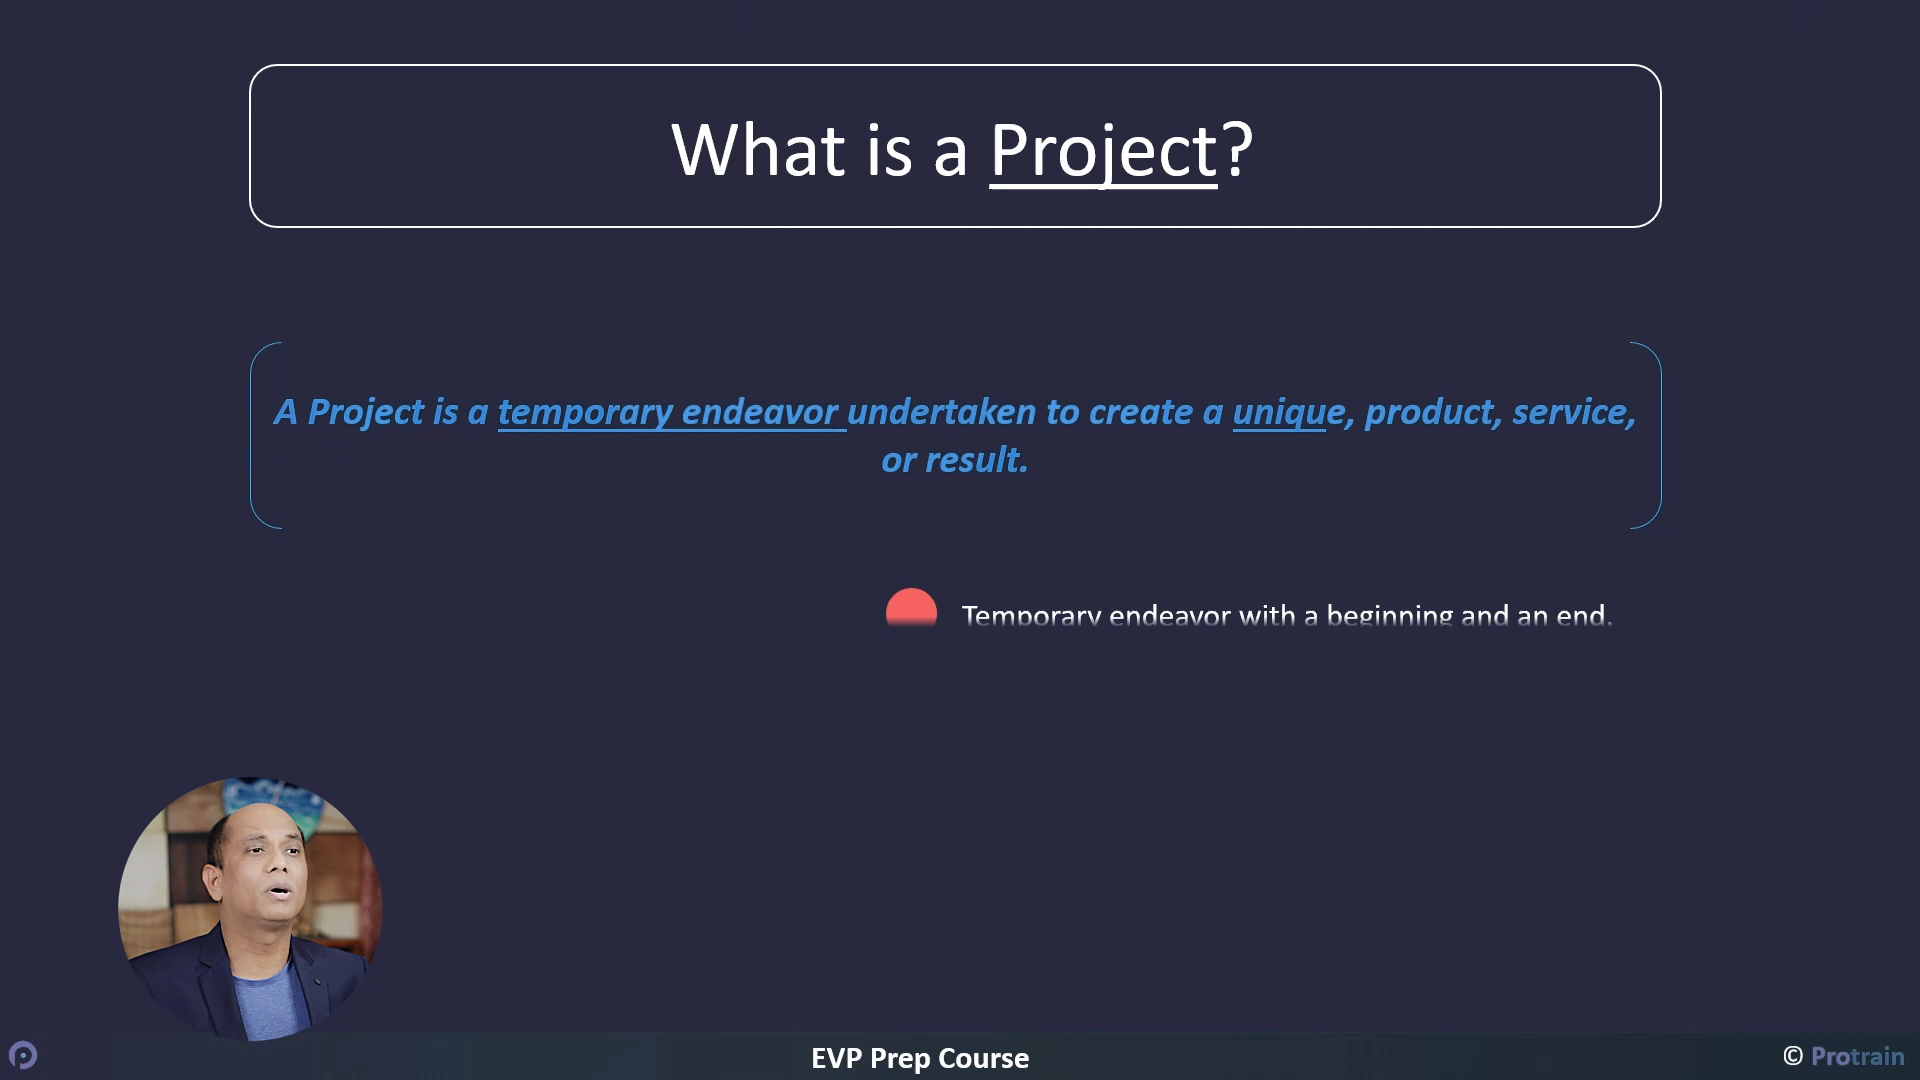 What is a Project?
A Project is a temporary endeavor undertaken to create a unique, product, service,
or result.
Temporary endeavor with a beginning and an end.
EVP Prep Course
© Protrain